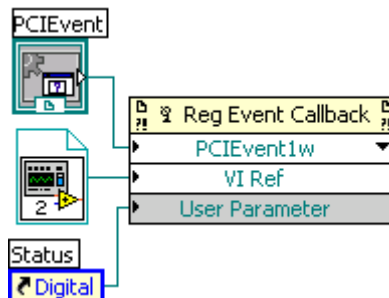 PCIEvent
?
?!
Reg Event Callback
?!
PCIEvent1w
VI Ref
2
User Parameter
Status
Digital